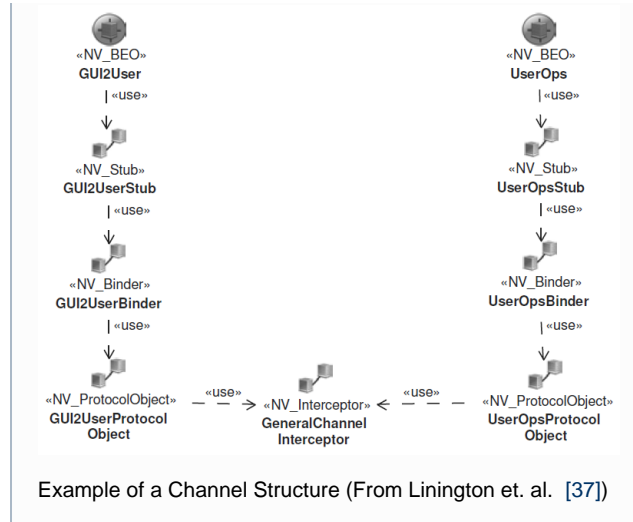 «NV_BEO»
GUI2User
«use»
«NV_Stub»
GUI2UserStub
«use»
«NV_Binder»
GUI2UserBinder
«use»
«NV_ProtocolObject»
GUI2UserProtocol
Object
«use»
«NV_Interceptor»
GeneralChannel
Interceptor
«use»
«NV_BEO»
UserOps
«use»
«NV_Stub»
UserOpsStub
«use»
«NV_Binder»
UserOpsBinder
«use»
«NV_ProtocolObject»
UserOpsProtocol
Object
Example of a Channel Structure (From Linington et. al. [37])